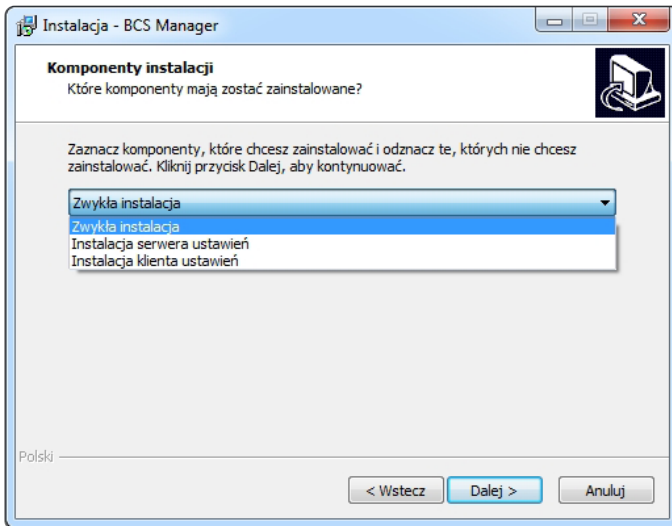 Instalacja - BCS Manager
Komponenty instalacji
Które komponenty mają zostać zainstalowane?
Zaznacz komponenty, które chcesz zainstalować i odznacz te, których nie chcesz
zainstalować. Kliknij przycisk Dalej, aby kontynuować.
Zwykła instalacja
Zwykła instalacja
Instalacja serwera ustawień
Instalacja klienta ustawień
Polski
< Wstecz
Dalej >
Anuluj